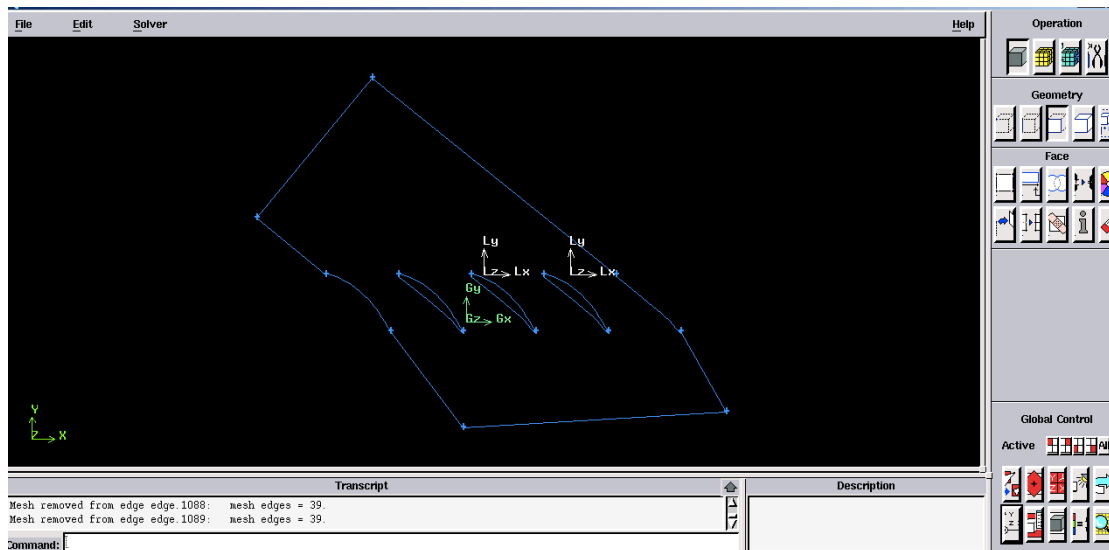 File Edit Solver Help
Operation
Geometry
Face
Ly Ly
Z Lx Z Lx
Gy
Gz Gx
Y
Z X
Global Control
Active All
Transcript Description
Mesh removed from edge edge.1088: mesh edges = 39.
Mesh removed from edge edge.1089: mesh edges = 39.
Command: